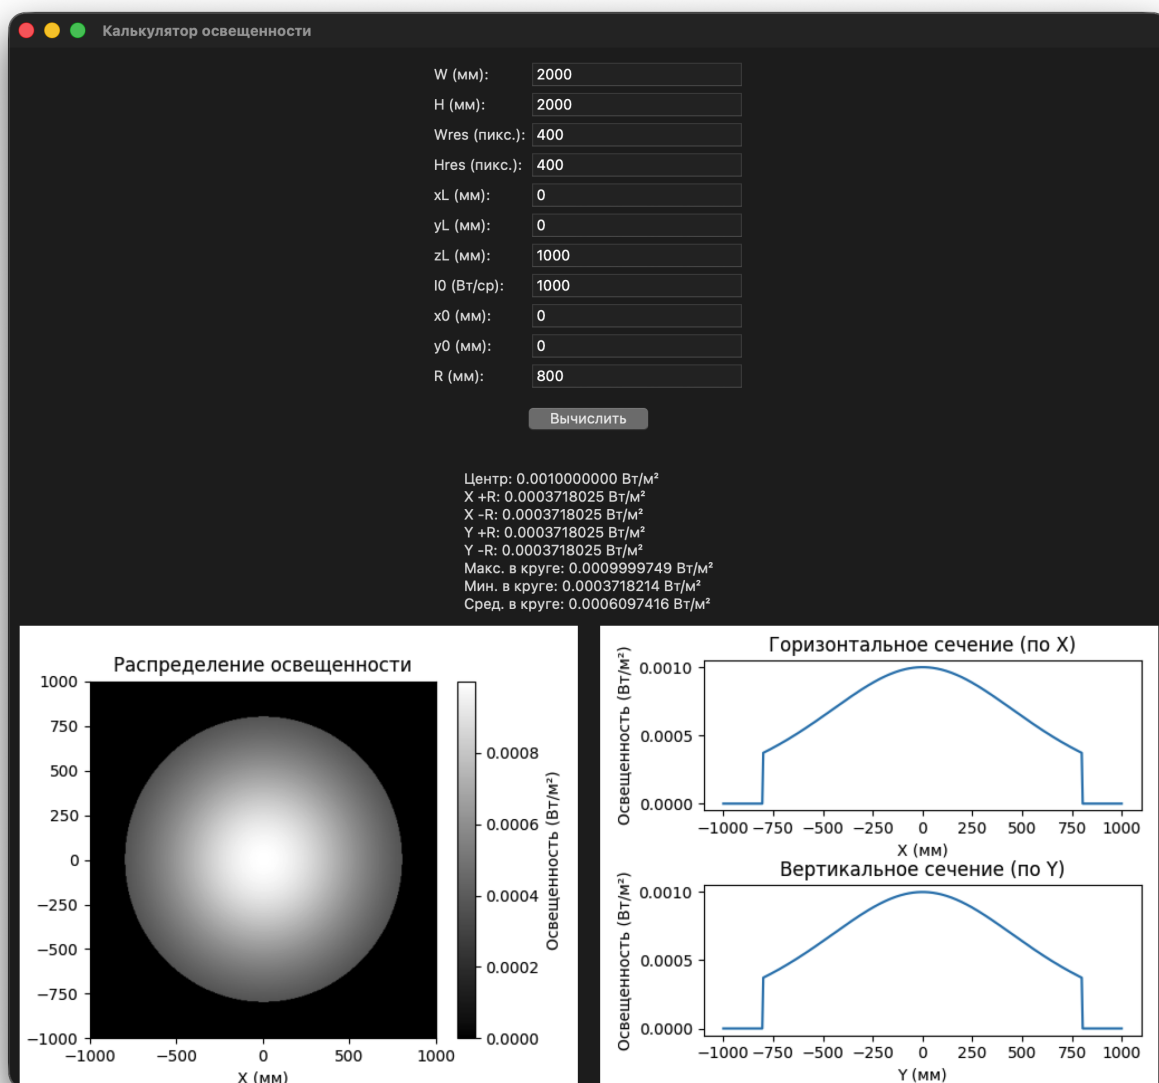 Калькулятор освещенности
W (мм): 2000
H (мм): 2000
Wres (пикс.): 400
Hres (пикс.): 400
xL (мм): 0
yL (мм): 0
zL (мм): 1000
I0 (Вт/ср): 1000
x0 (мм): 0
y0 (мм): 0
R (мм): 800
Вычислить
Центр: 0.0010000000 Вт/м²
X +R: 0.0003718025 Вт/м²
X -R: 0.0003718025 Вт/м²
Y +R: 0.0003718025 Вт/м²
Y -R: 0.0003718025 Вт/м²
Макс. в круге: 0.0009999749 Вт/м²
Мин. в круге: 0.0003718214 Вт/м²
Сред. в круге: 0.0006097416 Вт/м²
Распределение освещенности
1000
750
500
250
0
−250
−500
−750
−1000
−1000 −500 0 500 1000
X (мм)
0.0008
0.0006
0.0004
0.0002
0.0000
Освещенность (Вт/м²)
Горизонтальное сечение (по X)
Освещенность (Вт/м²)
0.0010
0.0005
0.0000
−1000 −750 −500 −250 0 250 500 750 1000
X (мм)
Вертикальное сечение (по Y)
Освещенность (Вт/м²)
0.0010
0.0005
0.0000
−1000 −750 −500 −250 0 250 500 750 1000
Y (мм)